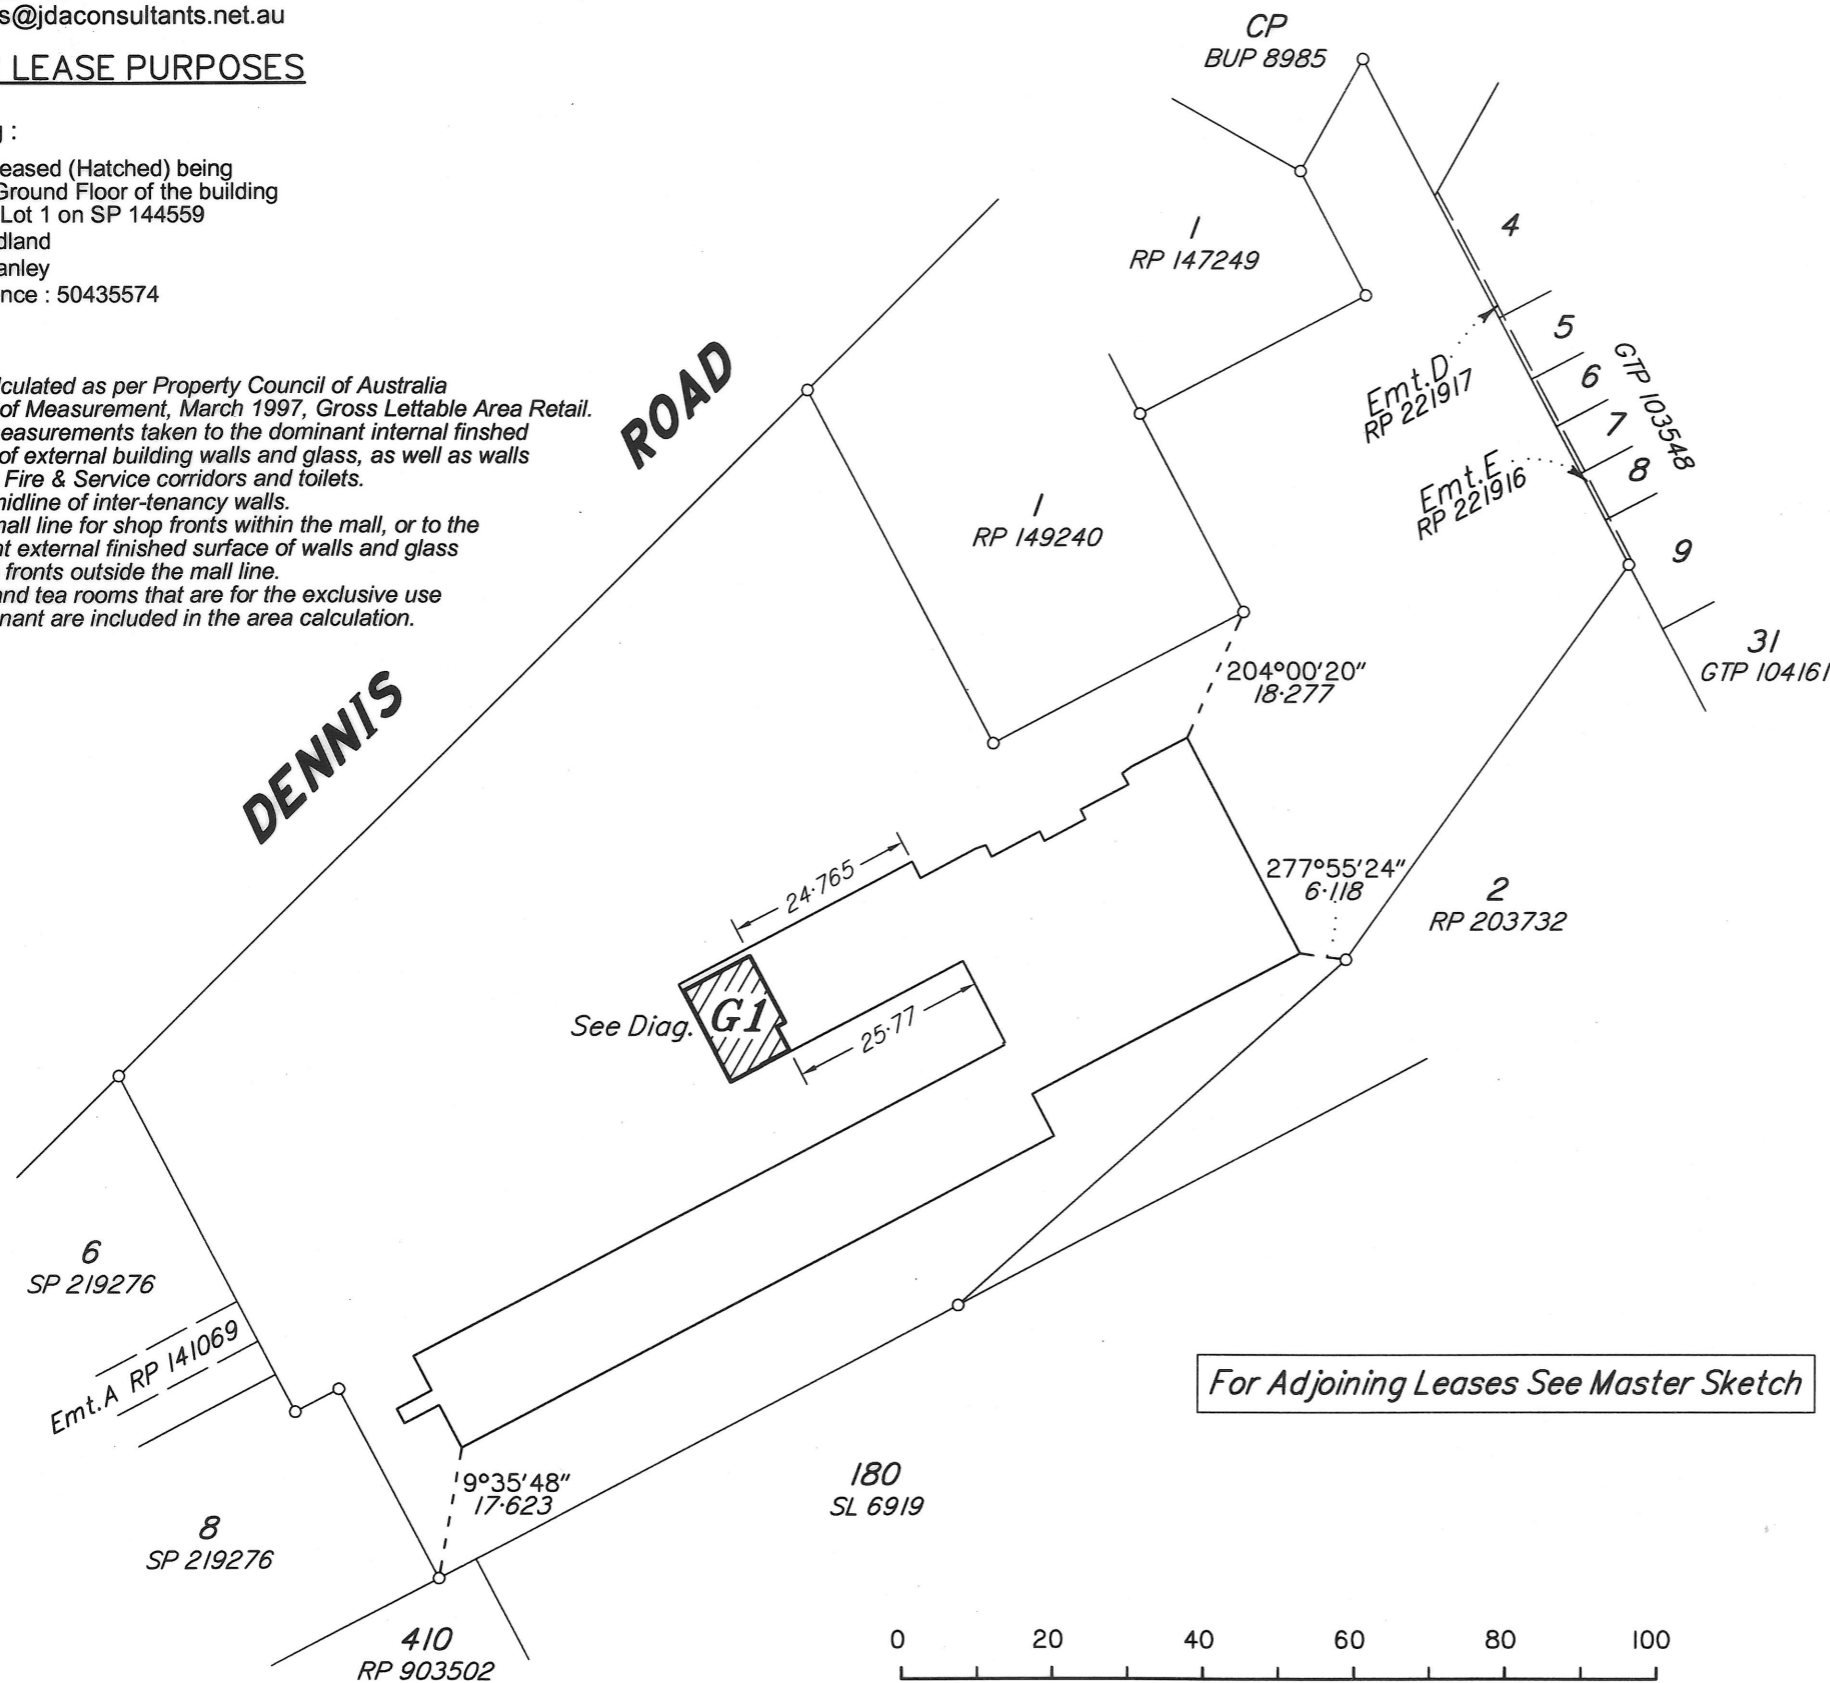 s@jdaconsultants.net.au
LEASE PURPOSES
g :
eased (Hatched) being
Ground Floor of the building
Lot 1 on SP 144559
dland
anley
nce : 50435574
lculated as per Property Council of Australia
of Measurement, March 1997, Gross Lettable Area Retail.
easurements taken to the dominant internal finshed
of external building walls and glass, as well as walls
Fire & Service corridors and toilets.
midline of inter-tenancy walls.
mall line for shop fronts within the mall, or to the
nt external finished surface of walls and glass
fronts outside the mall line.
and tea rooms that are for the exclusive use
nant are included in the area calculation.
CP
BUP 8985
1
RP 147249
4
5
6
7
8
9
GTP 103548
Emt.D
RP 221917
Emt.E
RP 221916
DENNIS ROAD
1
RP 149240
31
GTP 104161
204°00'20"
18·277
277°55'24"
6·118
2
RP 203732
24·765
See Diag.
G1
25·77
6
SP 219276
Emt.A RP 141069
For Adjoining Leases See Master Sketch
9°35'48"
17·623
180
SL 6919
8
SP 219276
410
RP 903502
0 20 40 60 80 100